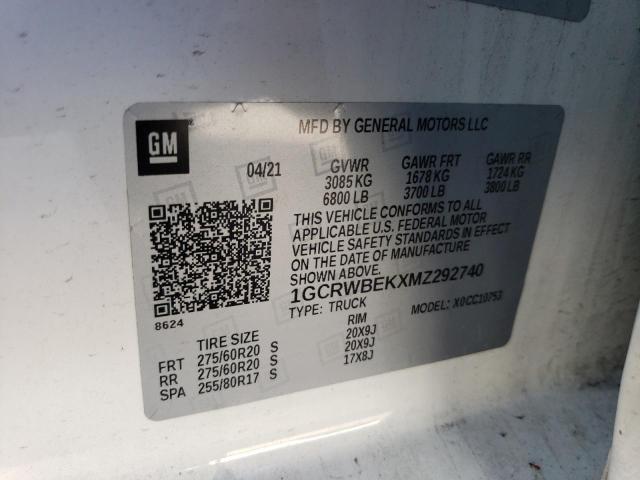 GM
MFD BY GENERAL MOTORS LLC
04/21 GVWR GAWR FRT GAWR RR
3085 KG 1678 KG 1724 KG
6800 LB 3700 LB 3800 LB
THIS VEHICLE CONFORMS TO ALL
APPLICABLE U.S. FEDERAL MOTOR
VEHICLE SAFETY STANDARDS IN EFFECT
ON THE DATE OF MANUFACTURE
SHOWN ABOVE.
1GCRWBEKXMZ292740
TYPE: TRUCK MODEL: X0CC10753
8624
TIRE SIZE RIM
FRT 275/60R20 S 20X9J
RR 275/60R20 S 20X9J
SPA 255/80R17 S 17X8J